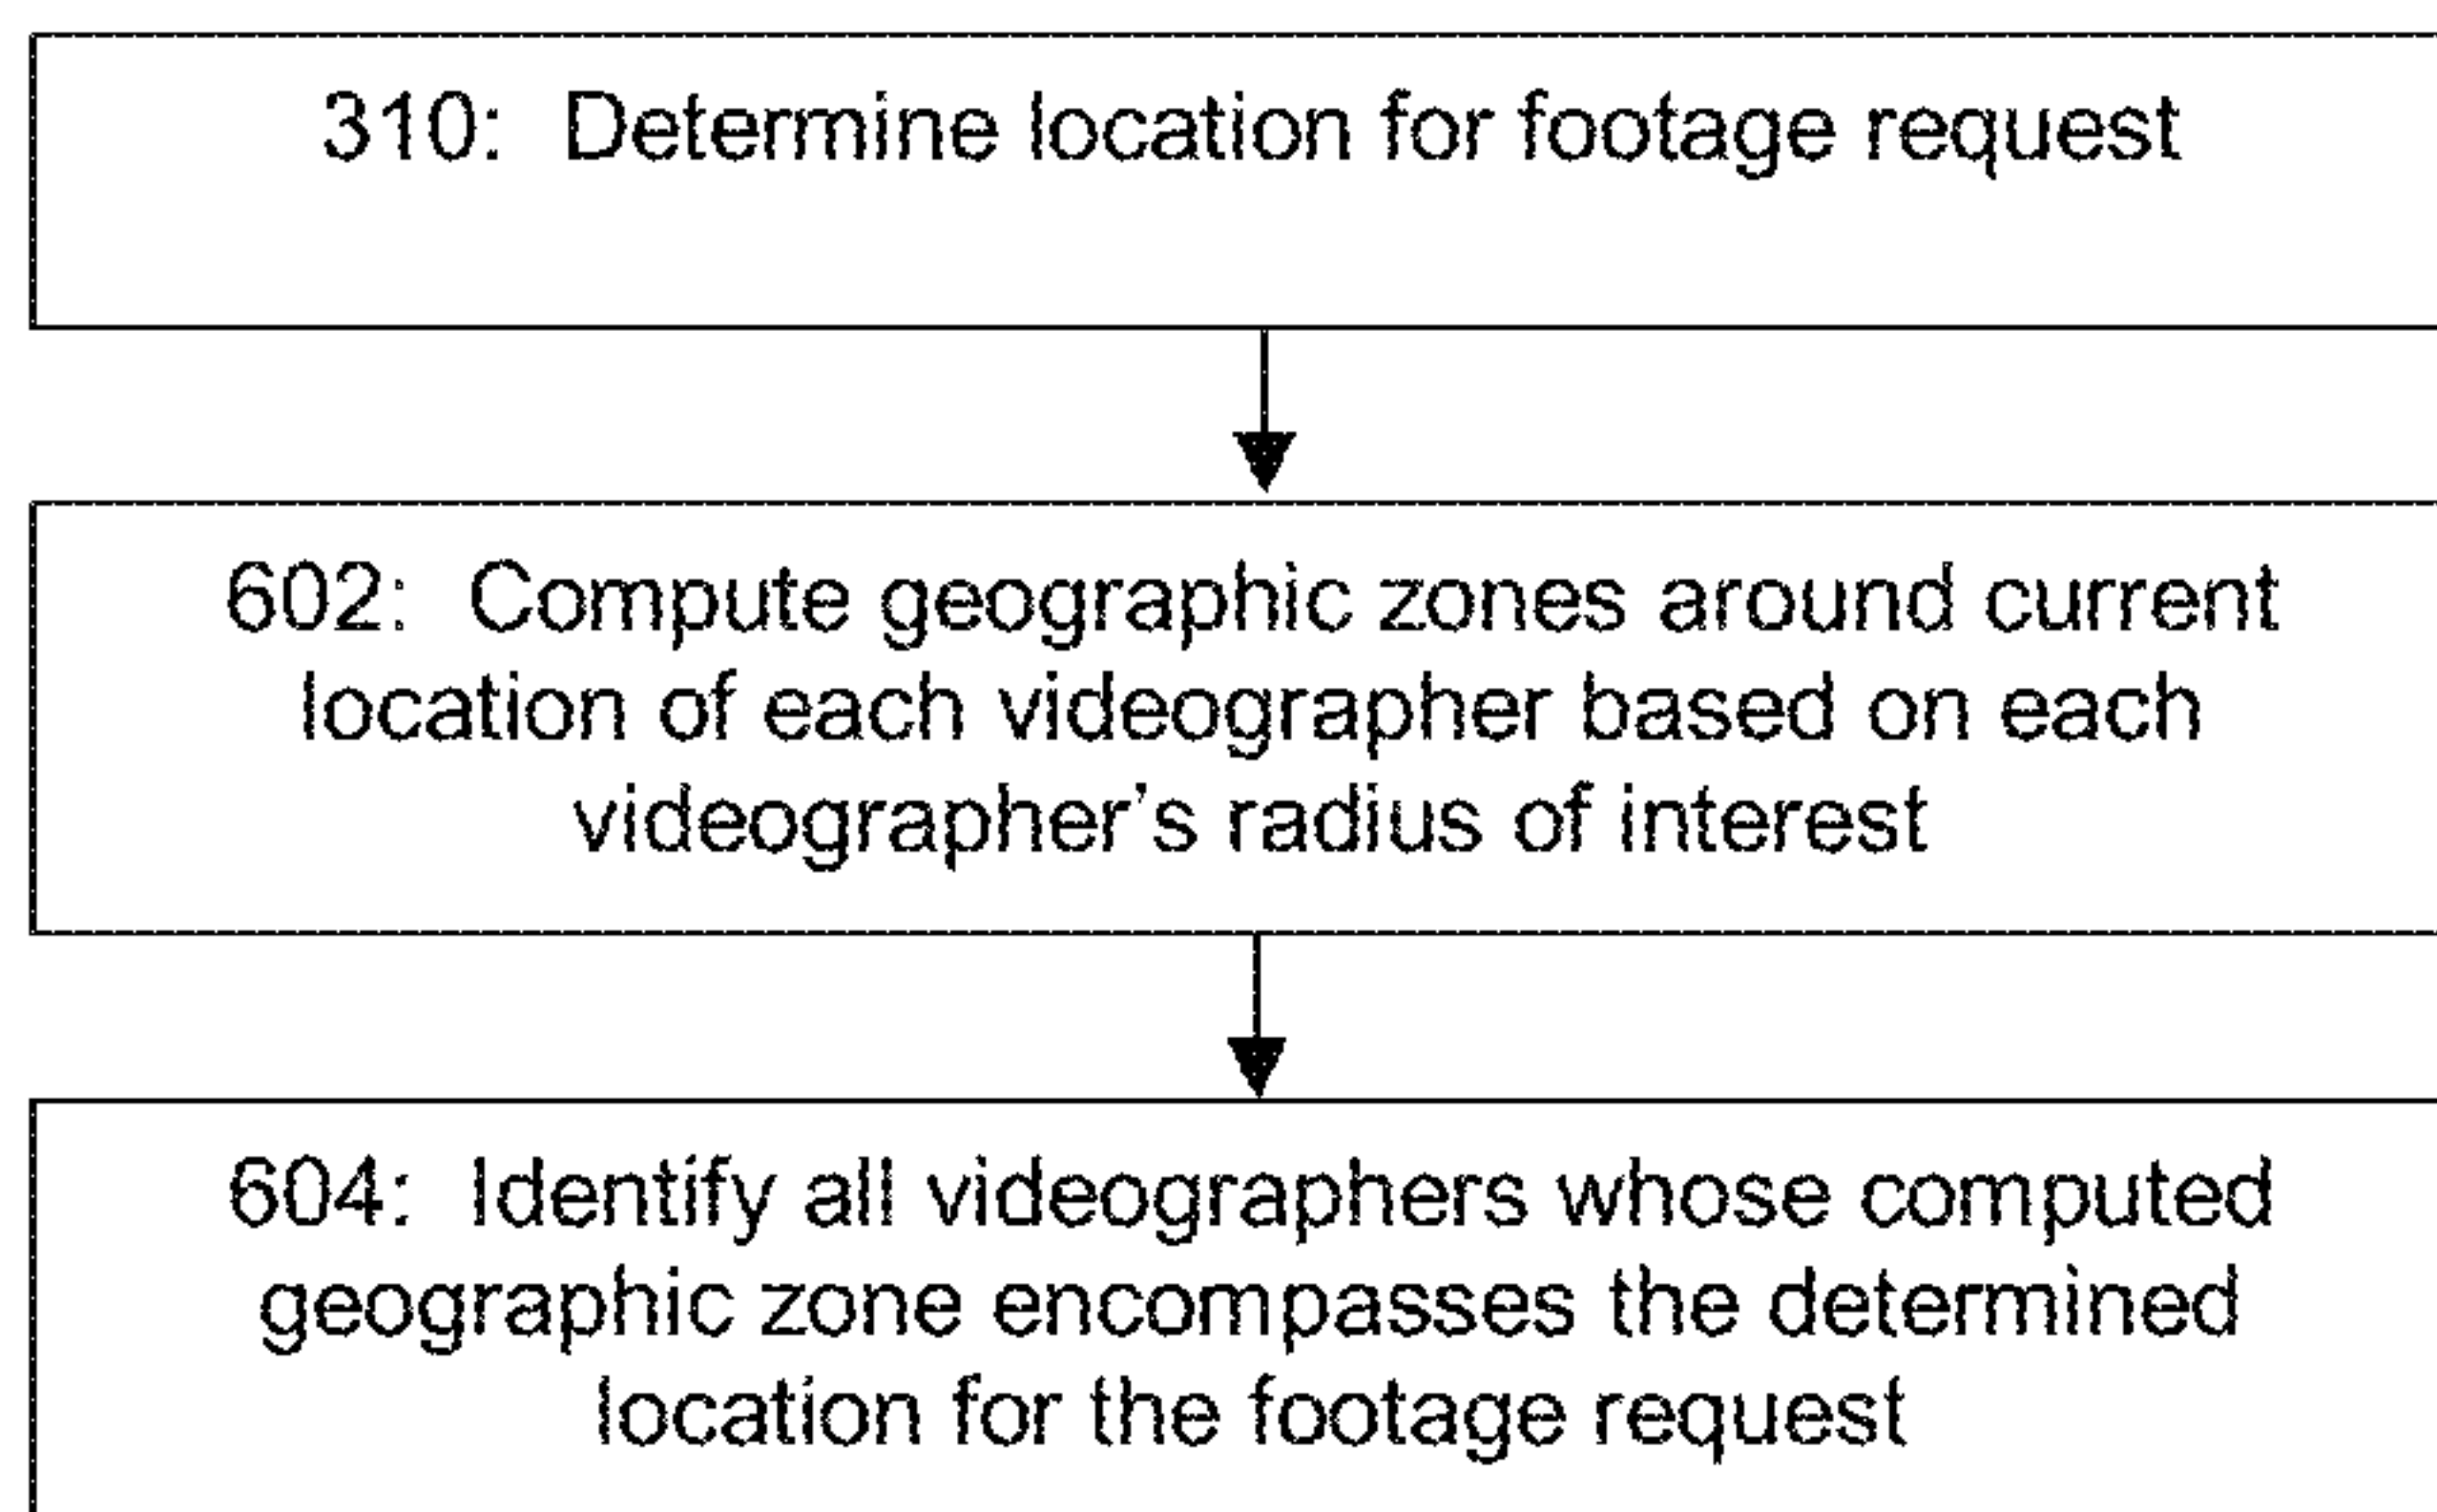 310: Determine location for footage request
602: Compute geographic zones around current
location of each videographer based on each
videographer's radius of interest
604: Identify all videographers whose computed
geographic zone encompasses the determined
location for the footage request